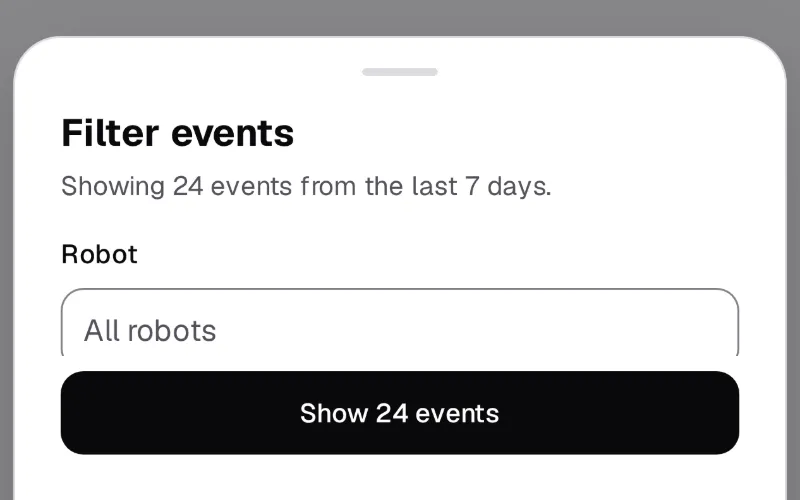 Filter events
Showing 24 events from the last 7 days.
Robot
All robots
Show 24 events